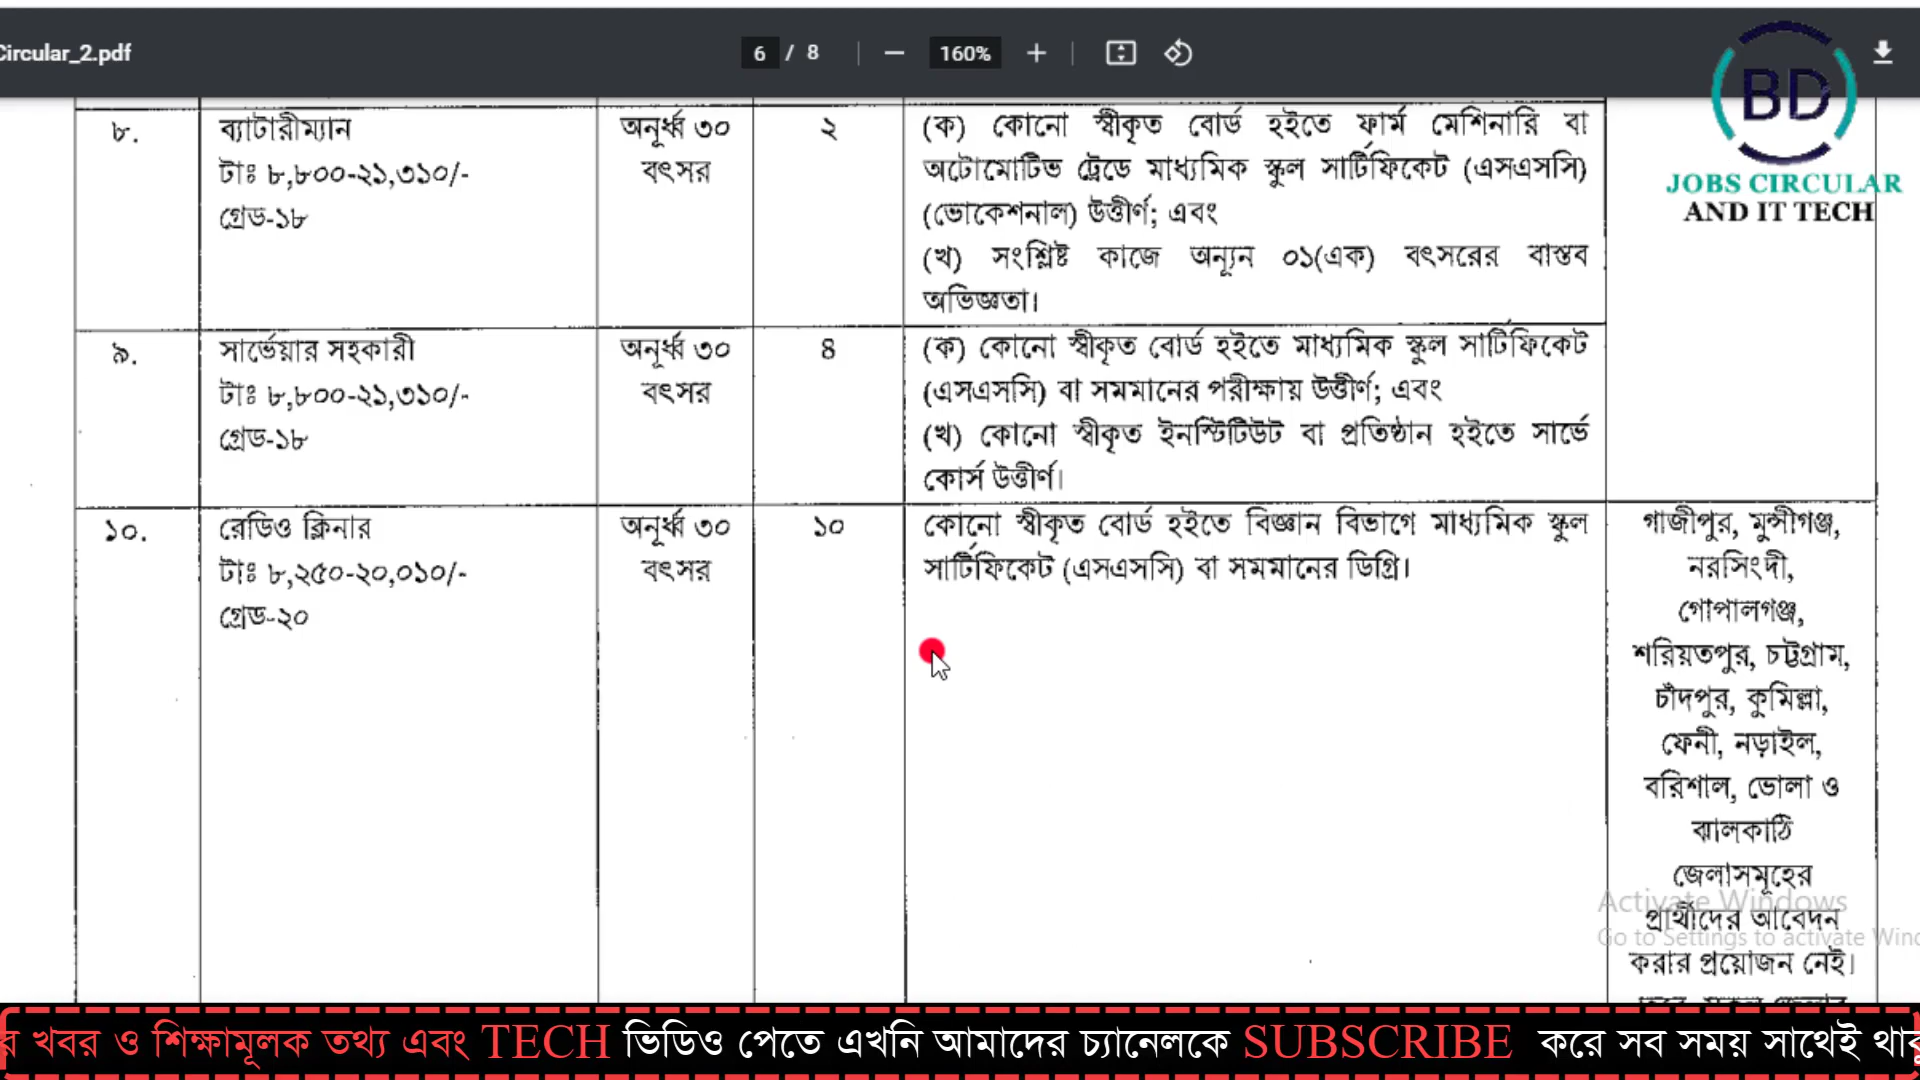 Circular_2.pdf
6 / 8
160%
BD
JOBS CIRCULAR
AND IT TECH
৮.
ব্যাটারীম্যান
টাঃ ৮,৮০০-২১,৩১০/-
গ্রেড-১৮
অনূর্ধ্ব ৩০
বৎসর
২
(ক) কোনো স্বীকৃত বোর্ড হইতে ফার্ম মেশিনারি বা
অটোমোটিভ ট্রেডে মাধ্যমিক স্কুল সার্টিফিকেট (এসএসসি)
(ভোকেশনাল) উত্তীর্ণ; এবং
(খ) সংশ্লিষ্ট কাজে অন্যূন ০১(এক) বৎসরের বাস্তব
অভিজ্ঞতা।
৯.
সার্ভেয়ার সহকারী
টাঃ ৮,৮০০-২১,৩১০/-
গ্রেড-১৮
অনূর্ধ্ব ৩০
বৎসর
৪
(ক) কোনো স্বীকৃত বোর্ড হইতে মাধ্যমিক স্কুল সার্টিফিকেট
(এসএসসি) বা সমমানের পরীক্ষায় উত্তীর্ণ; এবং
(খ) কোনো স্বীকৃত ইনস্টিটিউট বা প্রতিষ্ঠান হইতে সার্ভে
কোর্স উত্তীর্ণ।
১০.
রেডিও ক্লিনার
টাঃ ৮,২৫০-২০,০১০/-
গ্রেড-২০
অনূর্ধ্ব ৩০
বৎসর
১০
কোনো স্বীকৃত বোর্ড হইতে বিজ্ঞান বিভাগে মাধ্যমিক স্কুল
সার্টিফিকেট (এসএসসি) বা সমমানের ডিগ্রি।
গাজীপুর, মুন্সীগঞ্জ,
নরসিংদী,
গোপালগঞ্জ,
শরিয়তপুর, চট্টগ্রাম,
চাঁদপুর, কুমিল্লা,
ফেনী, নড়াইল,
বরিশাল, ভোলা ও
ঝালকাঠি
জেলাসমূহের
প্রার্থীদের আবেদন
করার প্রয়োজন নেই।
Activate Windows
Go to Settings to activate
খবর ও শিক্ষামূলক তথ্য এবং TECH ভিডিও পেতে এখনি আমাদের চ্যানেলকে SUBSCRIBE করে সব সময় সাথেই